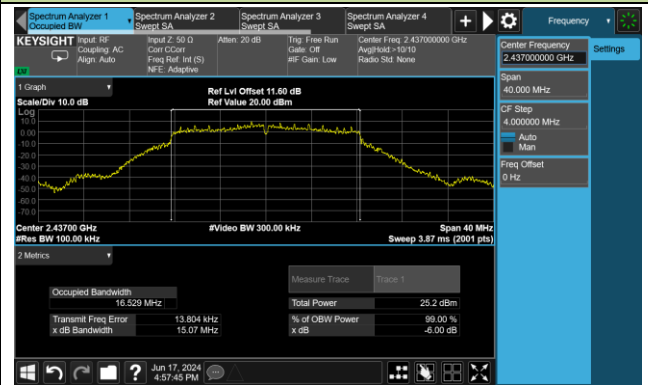 Spectrum Analyzer 1
Occupied BW
Spectrum Analyzer 2
Swept SA
Spectrum Analyzer 3
Swept SA
Spectrum Analyzer 4
Swept SA
Frequency
KEYSIGHT
Input: RF
Coupling: AC
Align: Auto
Input Z: 50 Ω
Corr CCorr
Freq Ref: Int (S)
NFE: Adaptive
Atten: 20 dB
Trig: Free Run
Gate: Off
#IF Gain: Low
Center Freq: 2.437000000 GHz
Avg|Hold:>10/10
Radio Std: None
Center Frequency
2.437000000 GHz
Settings
Span
40.000 MHz
CF Step
4.000000 MHz
Auto
Man
Freq Offset
0 Hz
1 Graph
Scale/Div 10.0 dB
Ref Lvl Offset 11.60 dB
Ref Value 20.00 dBm
Log
10.0
0.00
-10.0
-20.0
-30.0
-40.0
-50.0
-60.0
-70.0
Center 2.43700 GHz
#Res BW 100.00 kHz
#Video BW 300.00 kHz
Span 40 MHz
Sweep 3.87 ms (2001 pts)
2 Metrics
Measure Trace
Trace 1
Occupied Bandwidth
16.529 MHz
Total Power
25.2 dBm
Transmit Freq Error
13.804 kHz
% of OBW Power
99.00 %
x dB Bandwidth
15.07 MHz
x dB
-6.00 dB
Jun 17, 2024
4:57:45 PM